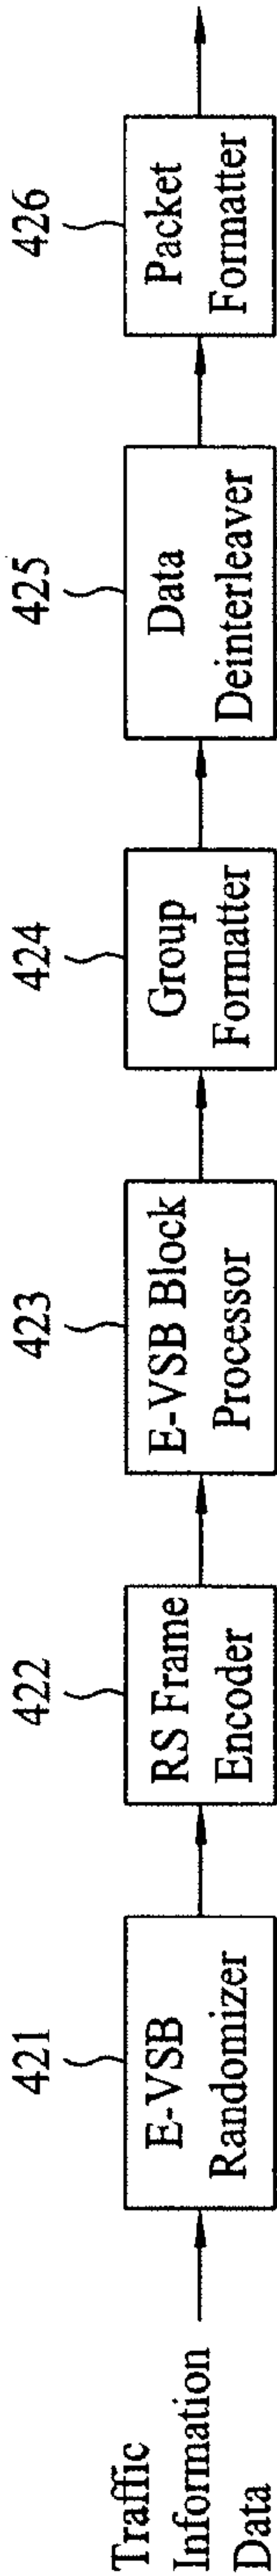 Traffic
Information
Data
421
E-VSB
Randomizer
422
RS Frame
Encoder
423
E-VSB Block
Processor
424
Group
Formatter
425
Data
Deinterleaver
426
Packet
Formatter